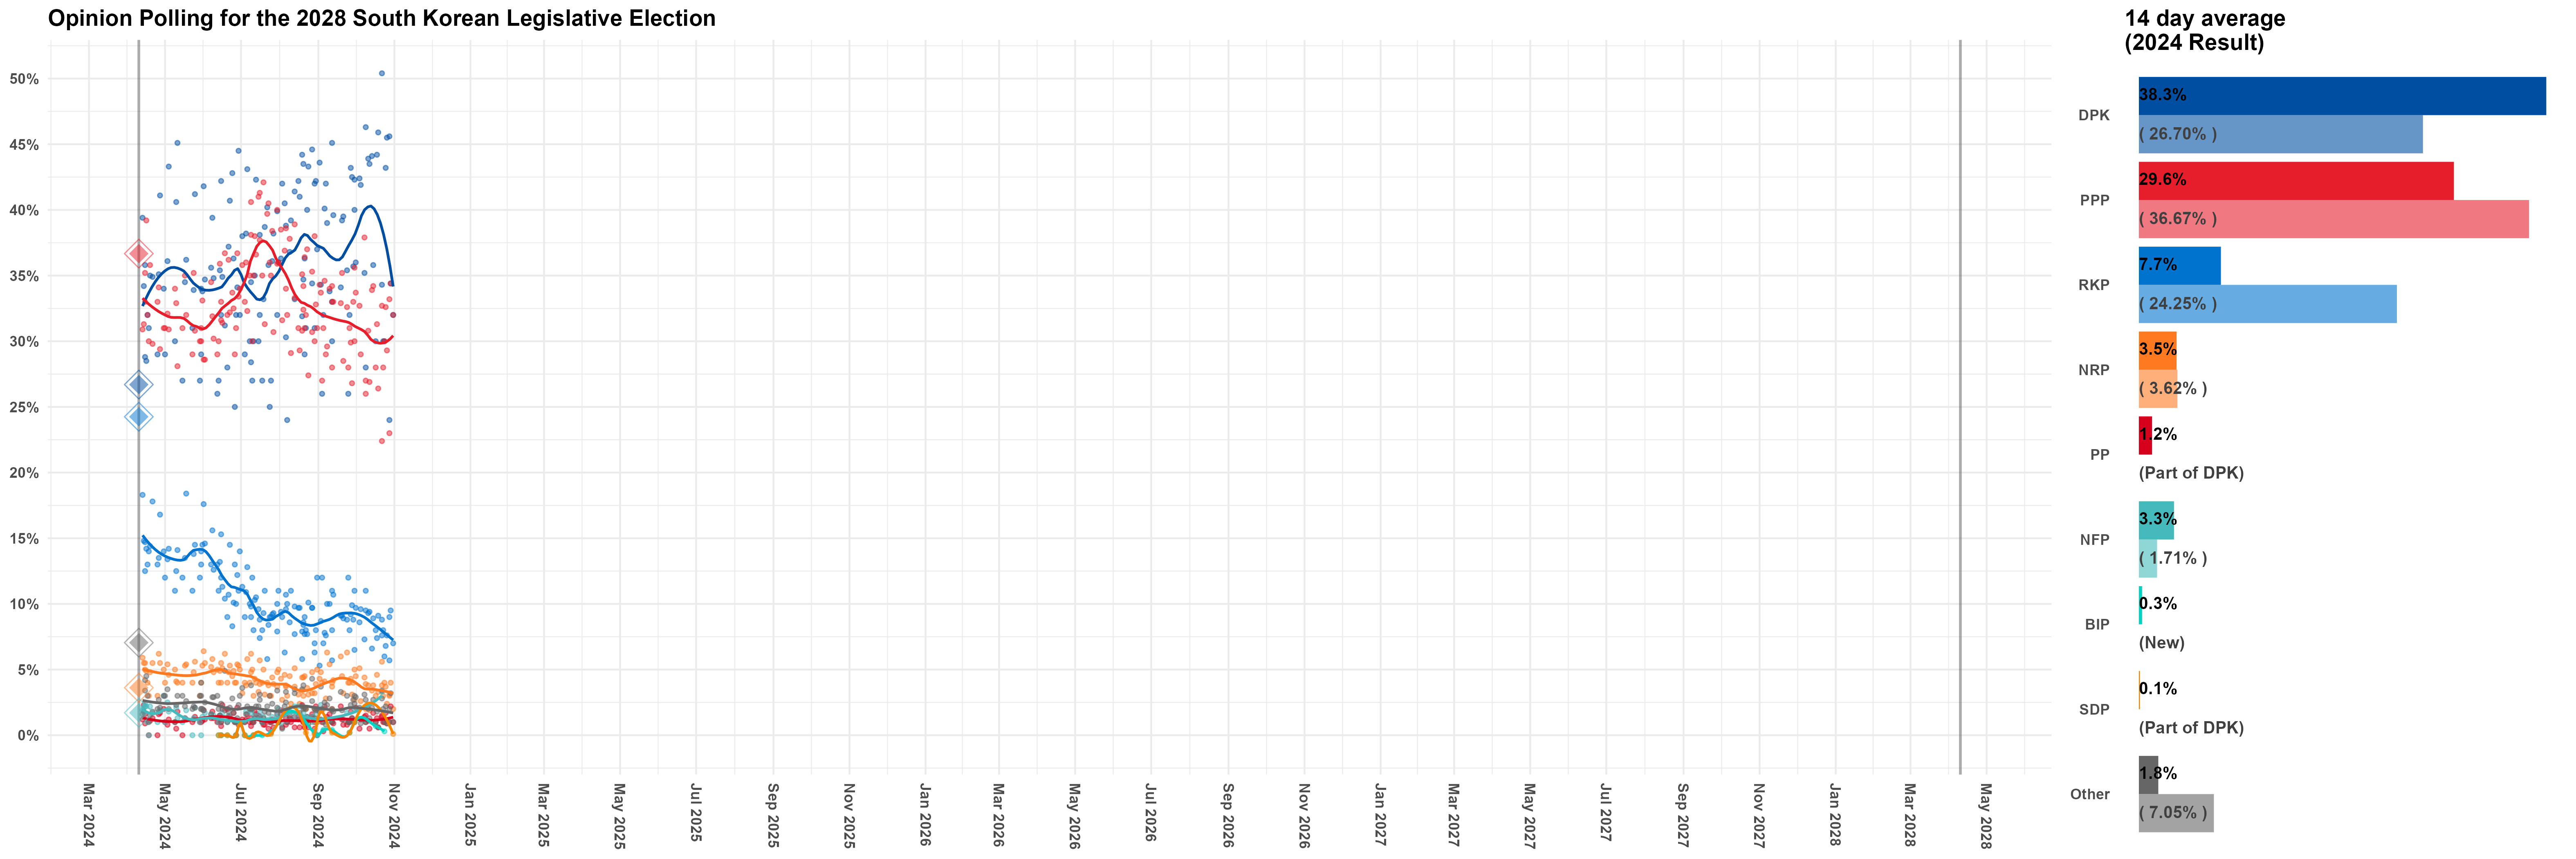 Opinion Polling for the 2028 South Korean Legislative Election
50%
45%
40%
35%
30%
25%
20%
15%
10%
5%
0%
Mar 2024
May 2024
Jul 2024
Sep 2024
Nov 2024
Jan 2025
Mar 2025
May 2025
Jul 2025
Sep 2025
Nov 2025
Jan 2026
Mar 2026
May 2026
Jul 2026
Sep 2026
Nov 2026
Jan 2027
Mar 2027
May 2027
Jul 2027
Sep 2027
Nov 2027
Jan 2028
Mar 2028
May 2028
14 day average
(2024 Result)
DPK
38.3%
( 26.70% )
PPP
29.6%
( 36.67% )
RKP
7.7%
( 24.25% )
NRP
3.5%
( 3.62% )
PP
1.2%
(Part of DPK)
NFP
3.3%
( 1.71% )
BIP
0.3%
(New)
SDP
0.1%
(Part of DPK)
Other
1.8%
( 7.05% )